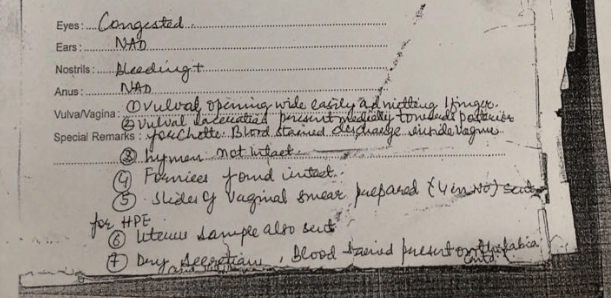 Eyes : Congested
Ears : NAD
Nostrils : Bleeding +
Anus : NAD
Vulva/Vagina : ① Vulval opening wide easily admitting 1 finger.
② Vulval laceration present medially towards posterior
Special Remarks : fourchette. Blood stained discharge inside vagina
③ hymen not intact.
④ Fornices found intact.
⑤ Slides of vaginal smear prepared (4 in no) sent
for HPE
⑥ Uterus sample also sent
⑦ Dry secretion, Blood stained present on labia